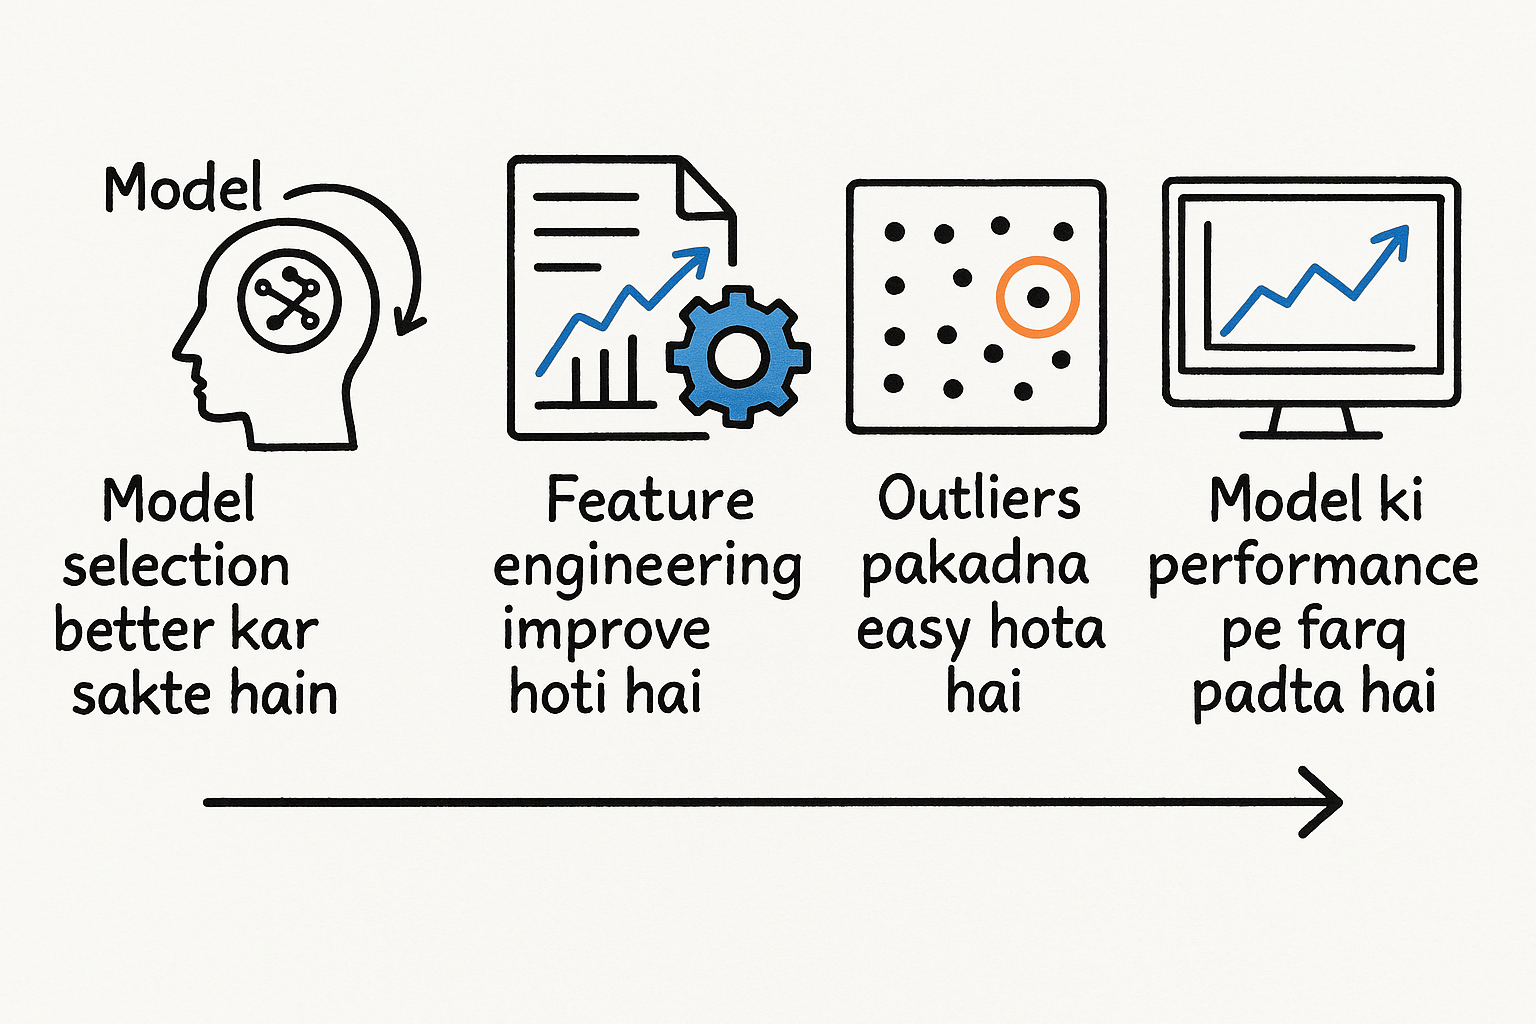 Model
Model
selection
better kar
sakte hain
Feature
engineering
improve
hoti hai
Outliers
pakadna
easy hota
hai
Model ki
performance
pe farq
padta hai